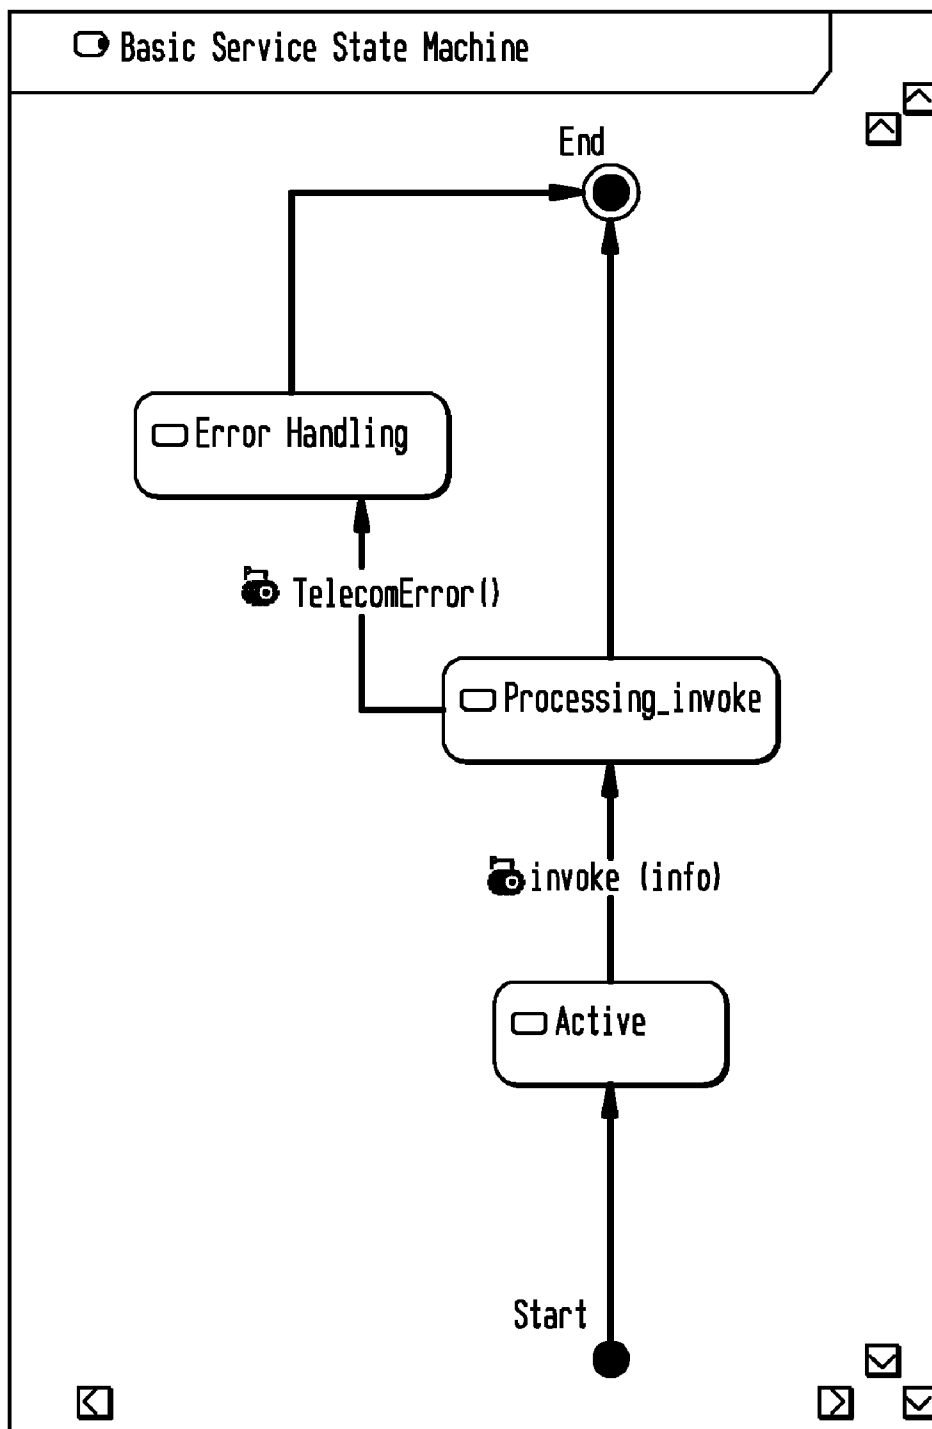 Basic Service State Machine
End
Error Handling
TelecomError()
Processing_invoke
invoke (info)
Active
Start